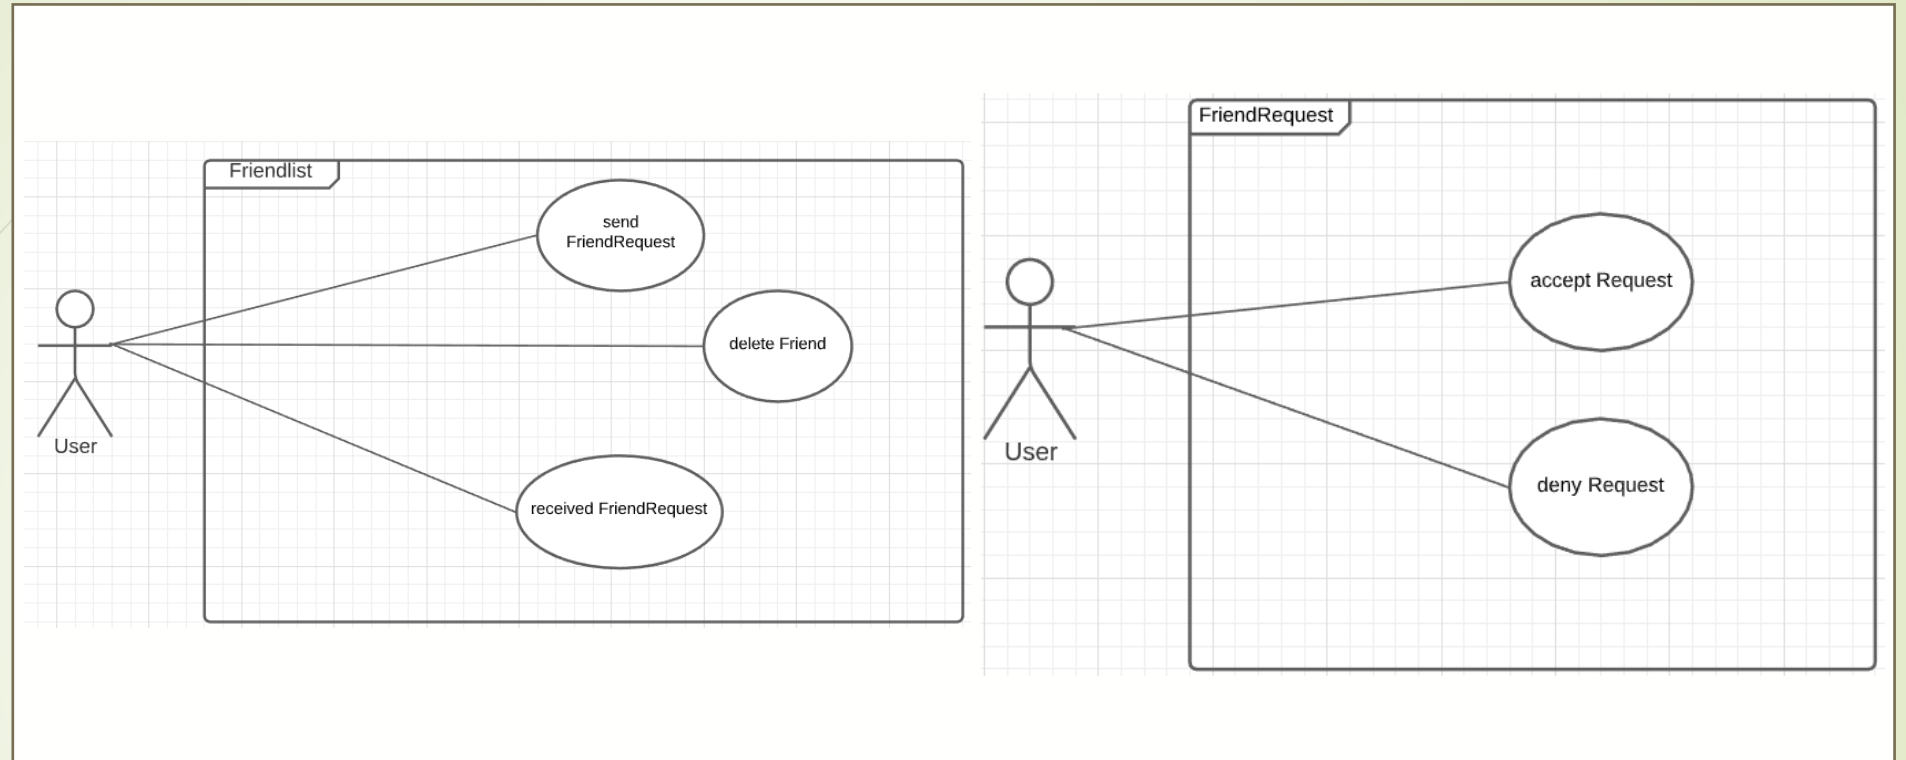 Friendlist
send
FriendRequest
delete Friend
User
received FriendRequest
FriendRequest
accept Request
User
deny Request